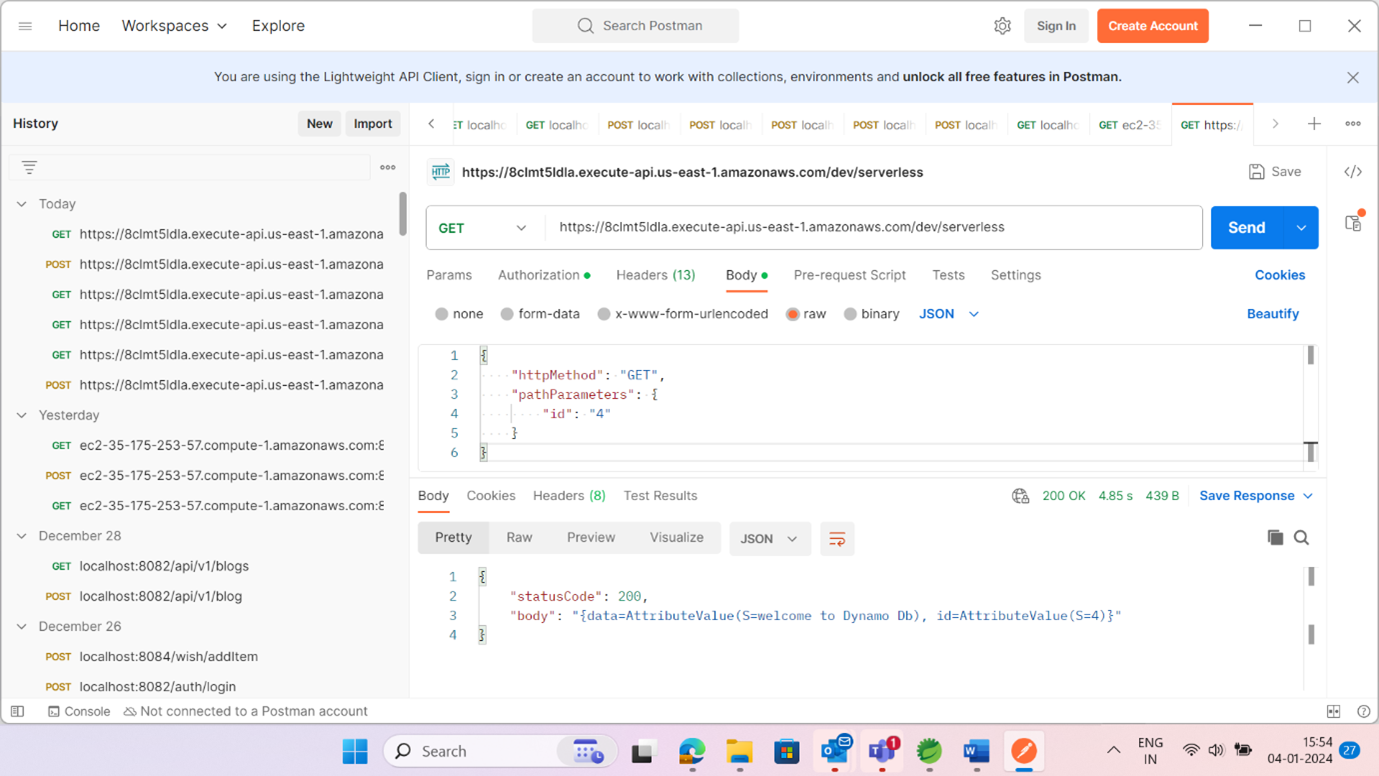 Home Workspaces Explore Search Postman Sign In Create Account
You are using the Lightweight API Client, sign in or create an account to work with collections, environments and unlock all free features in Postman.
History New Import
GET localhc POST localh POST localh POST localh POST localh POST localh GET localhc GET ec2-35 GET https:/
HTTP https://8clmt5ldla.execute-api.us-east-1.amazonaws.com/dev/serverless Save
GET https://8clmt5ldla.execute-api.us-east-1.amazonaws.com/dev/serverless Send
Params Authorization Headers (13) Body Pre-request Script Tests Settings Cookies
none form-data x-www-form-urlencoded raw binary JSON Beautify
1 {
2 "httpMethod": "GET",
3 "pathParameters": {
4 "id": "4"
5 }
6 }
Body Cookies Headers (8) Test Results 200 OK 4.85 s 439 B Save Response
Pretty Raw Preview Visualize JSON
1 {
2 "statusCode": 200,
3 "body": "{data=AttributeValue(S=welcome to Dynamo Db), id=AttributeValue(S=4)}"
4 }
Today
GET https://8clmt5ldla.execute-api.us-east-1.amazona
POST https://8clmt5ldla.execute-api.us-east-1.amazona
GET https://8clmt5ldla.execute-api.us-east-1.amazona
GET https://8clmt5ldla.execute-api.us-east-1.amazona
GET https://8clmt5ldla.execute-api.us-east-1.amazona
POST https://8clmt5ldla.execute-api.us-east-1.amazona
Yesterday
GET ec2-35-175-253-57.compute-1.amazonaws.com:8
POST ec2-35-175-253-57.compute-1.amazonaws.com:8
GET ec2-35-175-253-57.compute-1.amazonaws.com:8
December 28
GET localhost:8082/api/v1/blogs
POST localhost:8082/api/v1/blog
December 26
POST localhost:8084/wish/addItem
POST localhost:8082/auth/login
Console Not connected to a Postman account
Search 1 ENG 15:54 27
IN 04-01-2024